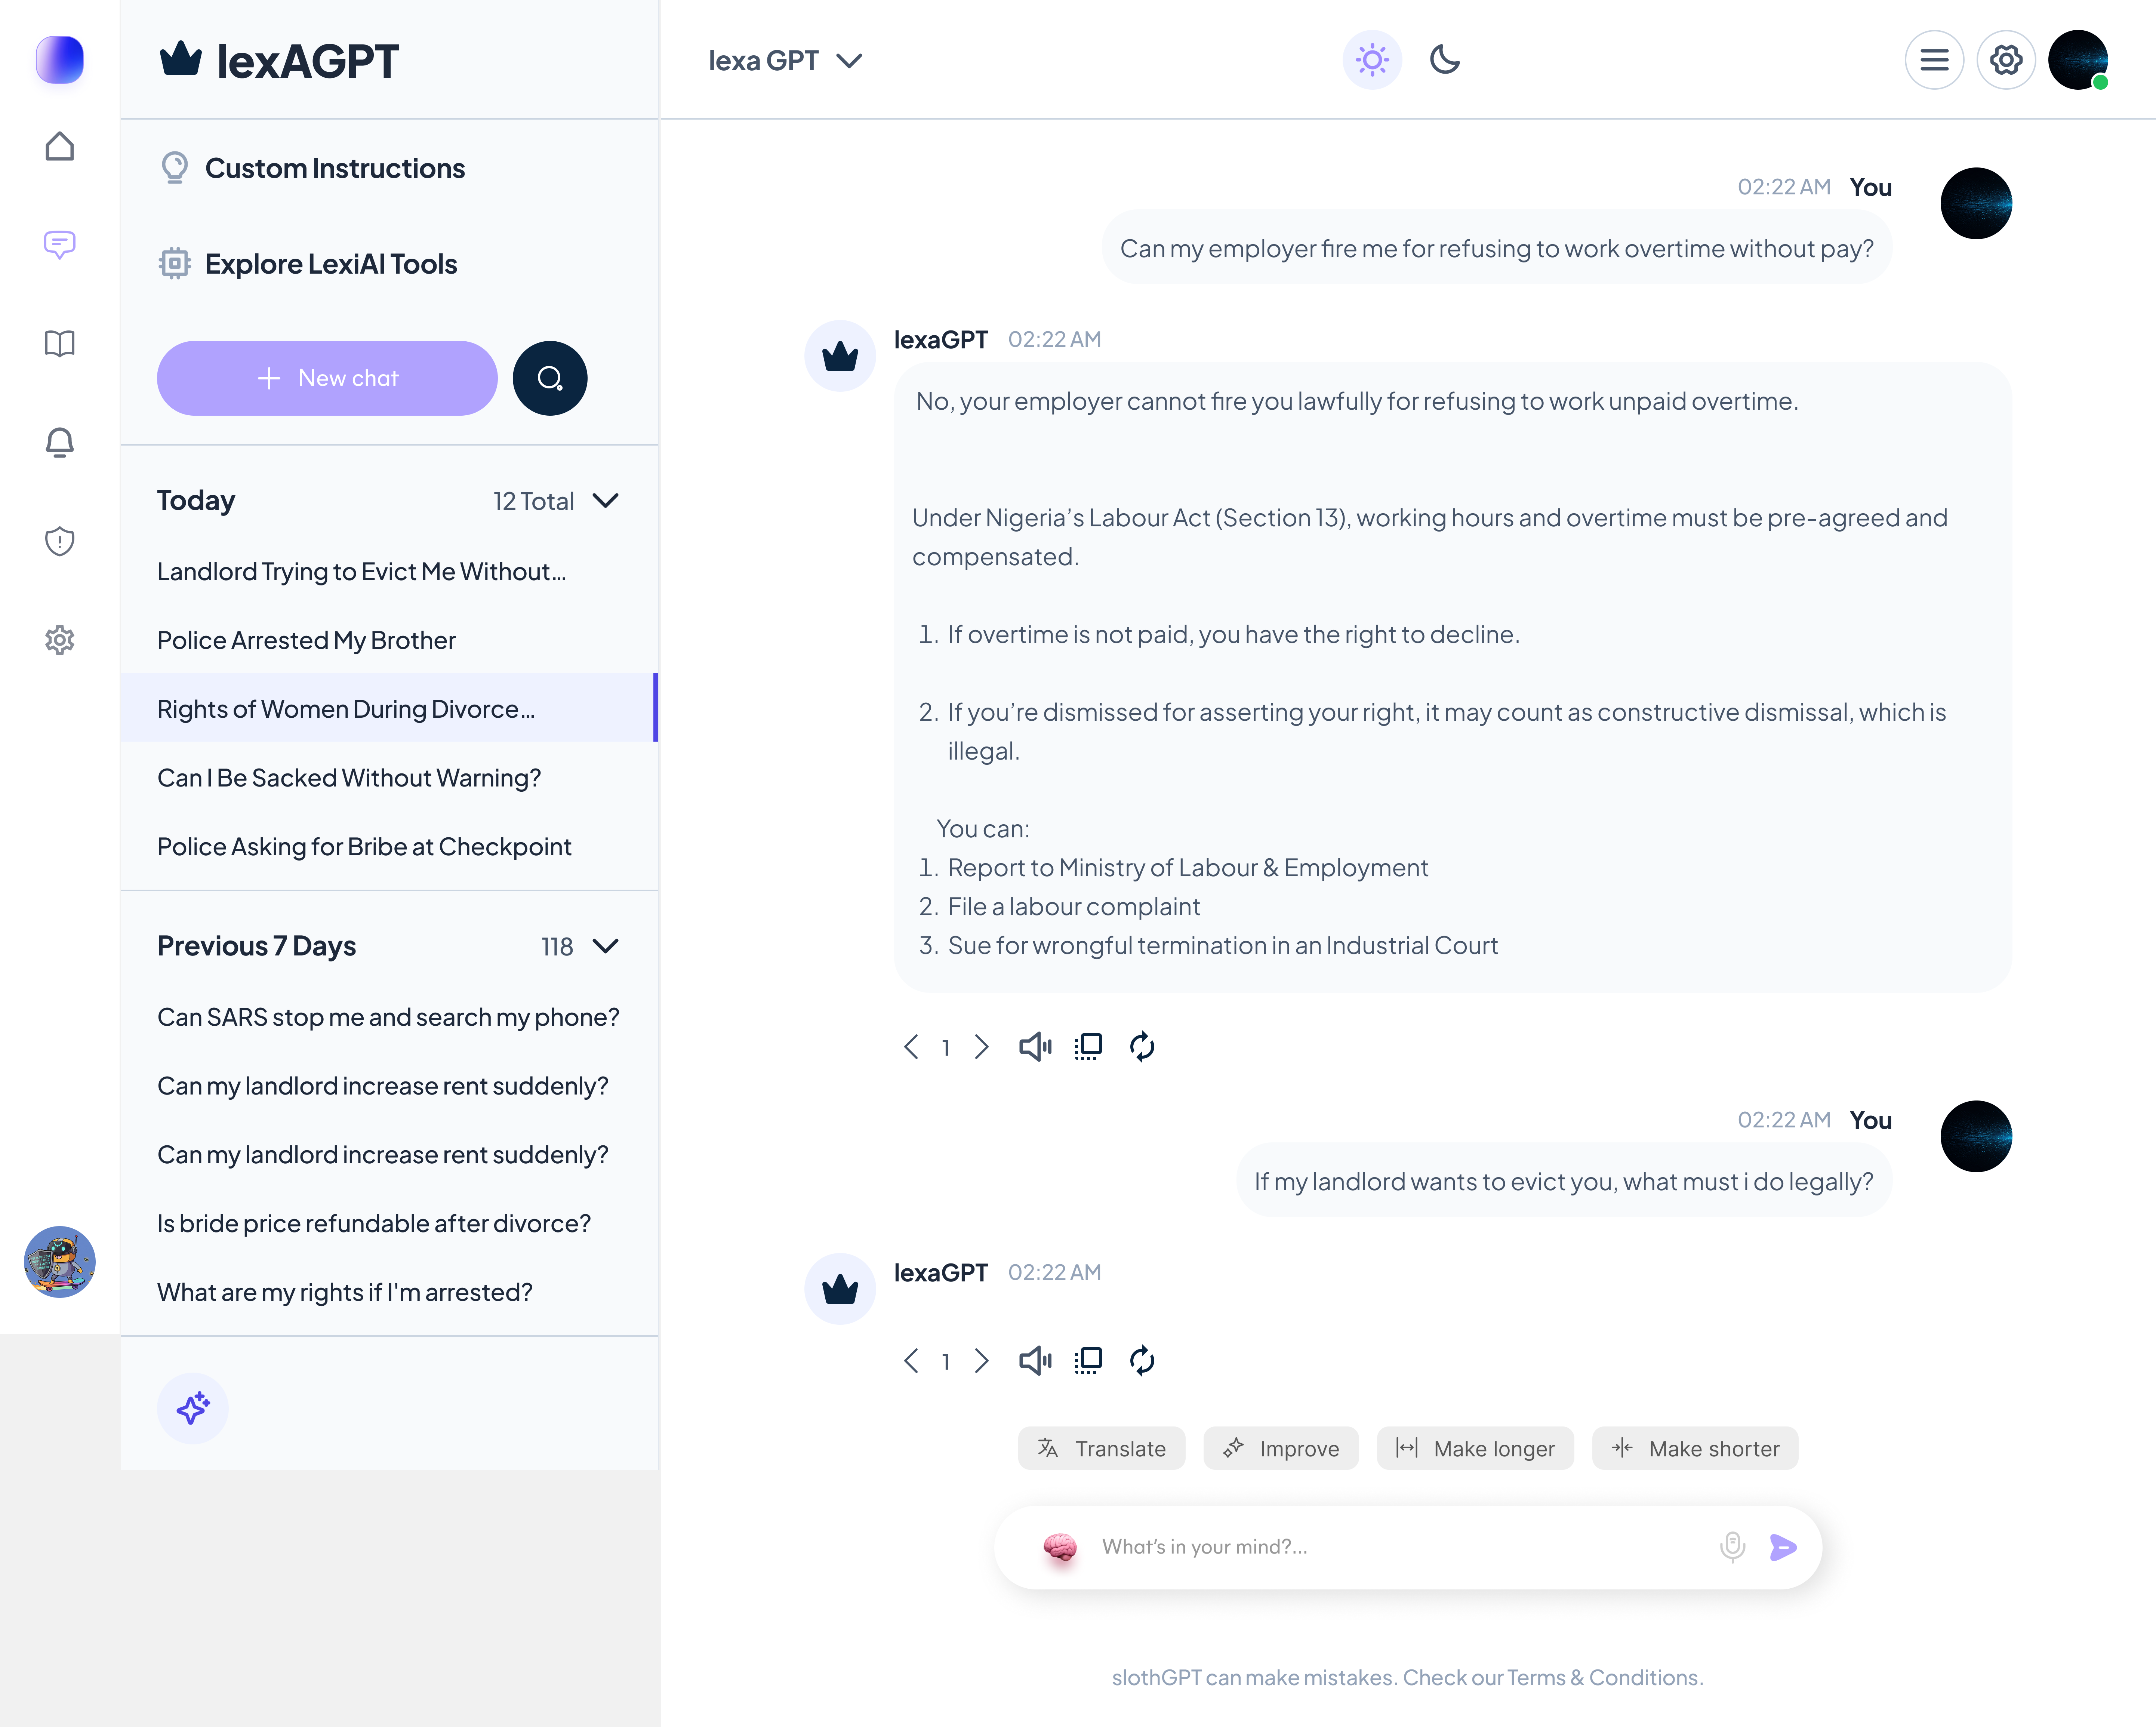 lexAGPT
Custom Instructions
Explore LexiAI Tools
New chat
Today 12 Total
Landlord Trying to Evict Me Without...
Police Arrested My Brother
Rights of Women During Divorce...
Can I Be Sacked Without Warning?
Police Asking for Bribe at Checkpoint
Previous 7 Days 118
Can SARS stop me and search my phone?
Can my landlord increase rent suddenly?
Can my landlord increase rent suddenly?
Is bride price refundable after divorce?
What are my rights if I'm arrested?
lexa GPT
02:22 AM You
Can my employer fire me for refusing to work overtime without pay?
lexaGPT 02:22 AM
No, your employer cannot fire you lawfully for refusing to work unpaid overtime.
Under Nigeria’s Labour Act (Section 13), working hours and overtime must be pre-agreed and
compensated.
1. If overtime is not paid, you have the right to decline.
2. If you’re dismissed for asserting your right, it may count as constructive dismissal, which is
illegal.
You can:
1. Report to Ministry of Labour & Employment
2. File a labour complaint
3. Sue for wrongful termination in an Industrial Court
1
02:22 AM You
If my landlord wants to evict you, what must i do legally?
lexaGPT 02:22 AM
1
Translate Improve Make longer Make shorter
What's in your mind?...
slothGPT can make mistakes. Check our Terms & Conditions.